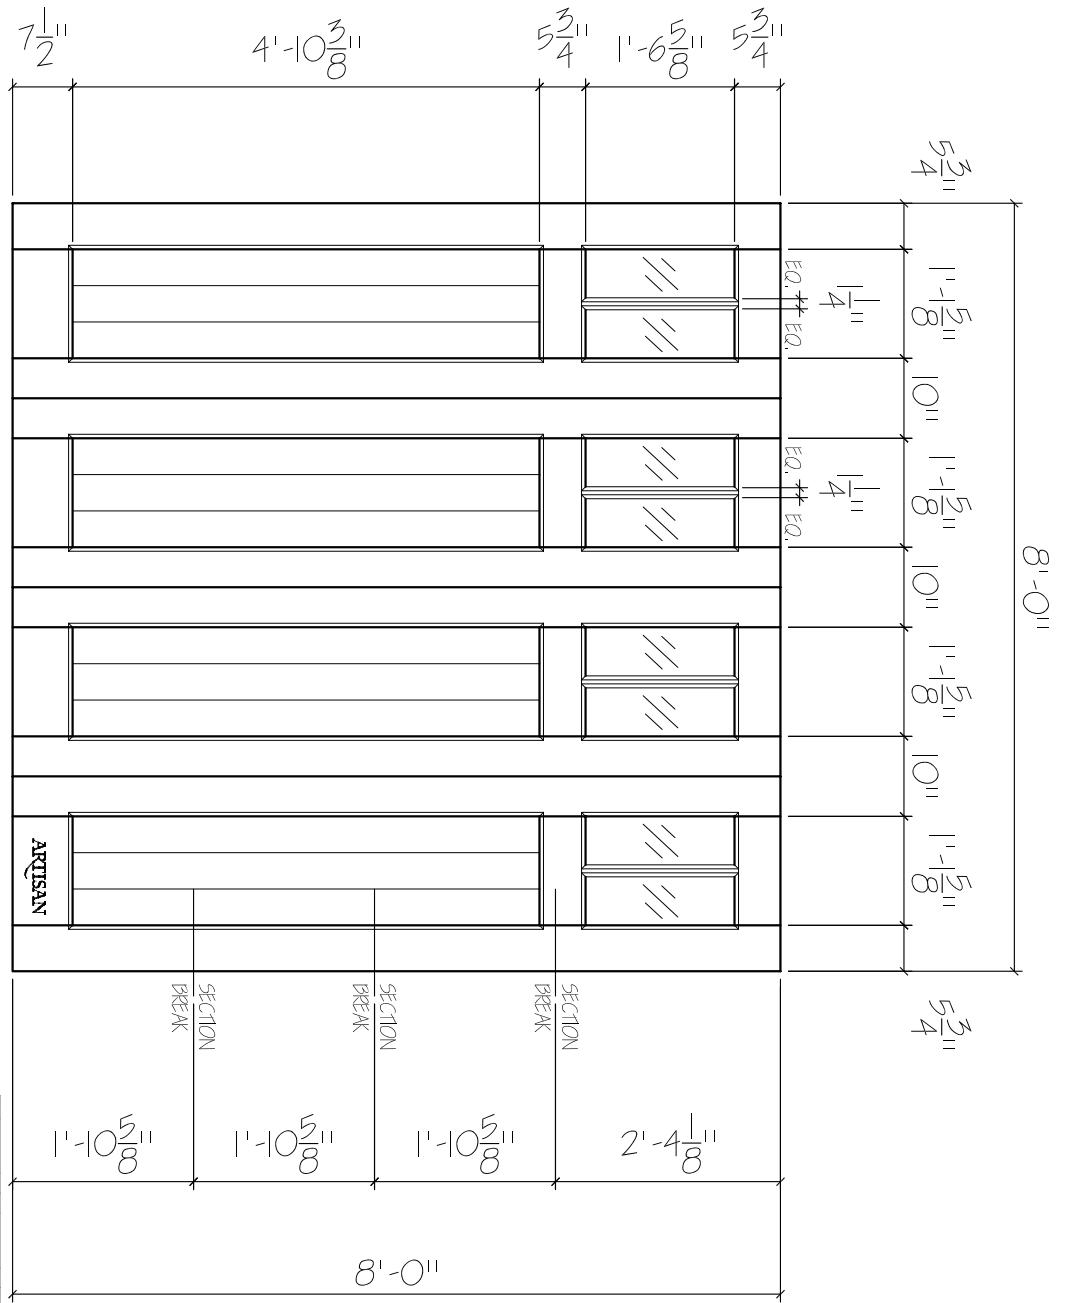 7 1/2"
4'-10 3/8"
5 3/4"
1'-6 5/8"
5 3/4"
5 3/4"
1'-1 5/8"
10"
1'-1 5/8"
10"
1'-1 5/8"
10"
1'-1 5/8"
5 3/4"
8'-0"
EQ.
1 1/4"
EQ.
EQ.
1 1/4"
EQ.
ARTISAN
SECTION
BREAK
SECTION
BREAK
SECTION
BREAK
1'-10 5/8"
1'-10 5/8"
1'-10 5/8"
2'-4 1/8"
8'-0"